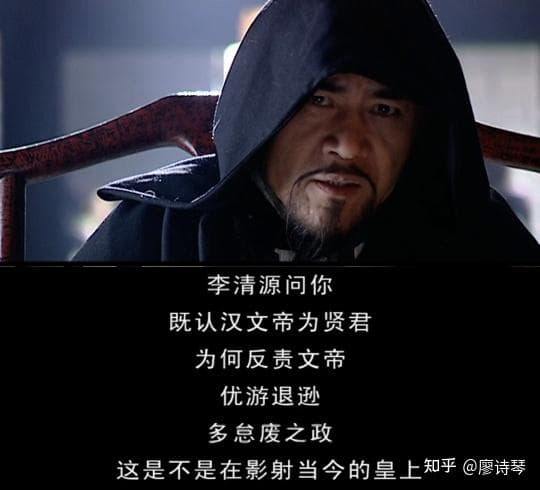 李清源问你
既认汉文帝为贤君
为何反责文帝
优游退逊
多怠废之政
这是不是在影射当今的皇上
知乎 @廖诗琴